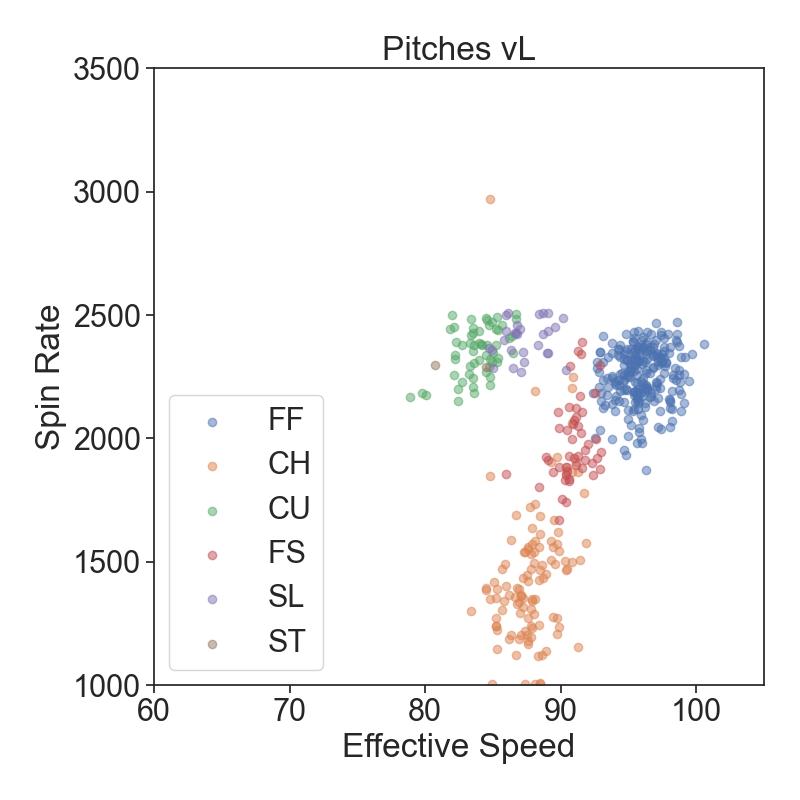 Pitches vL
3500
3000
2500
2000
1500
1000
Spin Rate
FF
CH
CU
FS
SL
ST
60
70
80
90
100
Effective Speed